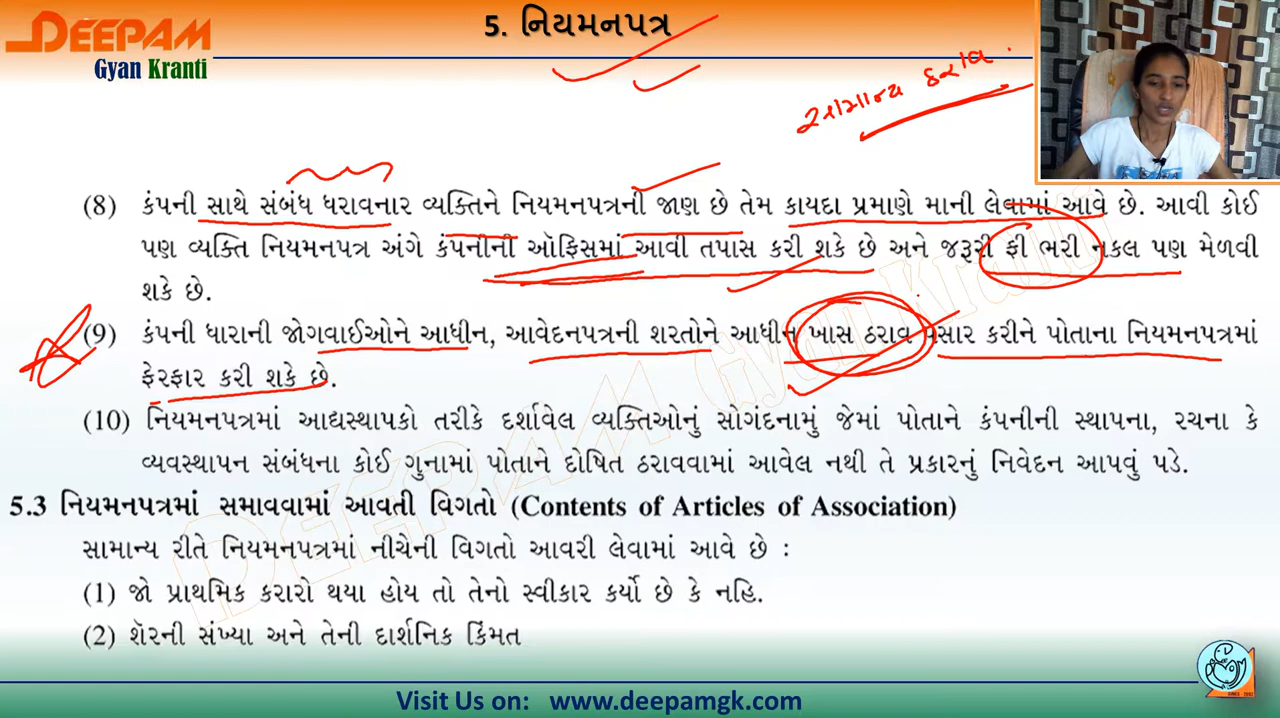 DEEPAM
Gyan Kranti
5. નિયમનપત્ર
સામાન્ય ઠરાવ
(8) કંપની સાથે સંબંધ ધરાવનાર વ્યક્તિને નિયમનપત્રની જાણ છે તેમ કાયદા પ્રમાણે માની લેવામાં આવે છે. આવી કોઈ
પણ વ્યક્તિ નિયમનપત્ર અંગે કંપનીની ઑફિસમાં આવી તપાસ કરી શકે છે અને જરૂરી ફી ભરી નકલ પણ મેળવી
શકે છે.
(9) કંપની ધારાની જોગવાઈઓને આધીન, આવેદનપત્રની શરતોને આધીન ખાસ ઠરાવ પસાર કરીને પોતાના નિયમનપત્રમાં
ફેરફાર કરી શકે છે.
(10) નિયમનપત્રમાં આદ્યસ્થાપકો તરીકે દર્શાવેલ વ્યક્તિઓનું સોગંદનામું જેમાં પોતાને કંપનીની સ્થાપના, રચના કે
વ્યવસ્થાપન સંબંધના કોઈ ગુનામાં પોતાને દોષિત ઠરાવવામાં આવેલ નથી તે પ્રકારનું નિવેદન આપવું પડે.
5.3 નિયમનપત્રમાં સમાવવામાં આવતી વિગતો (Contents of Articles of Association)
સામાન્ય રીતે નિયમનપત્રમાં નીચેની વિગતો આવરી લેવામાં આવે છે :
(1) જો પ્રાથમિક કરારો થયા હોય તો તેનો સ્વીકાર કર્યો છે કે નહિ.
(2) શૅરની સંખ્યા અને તેની દાર્શનિક કિંમત
DEEPAM Gyan Kranti
Visit Us on: www.deepamgk.com